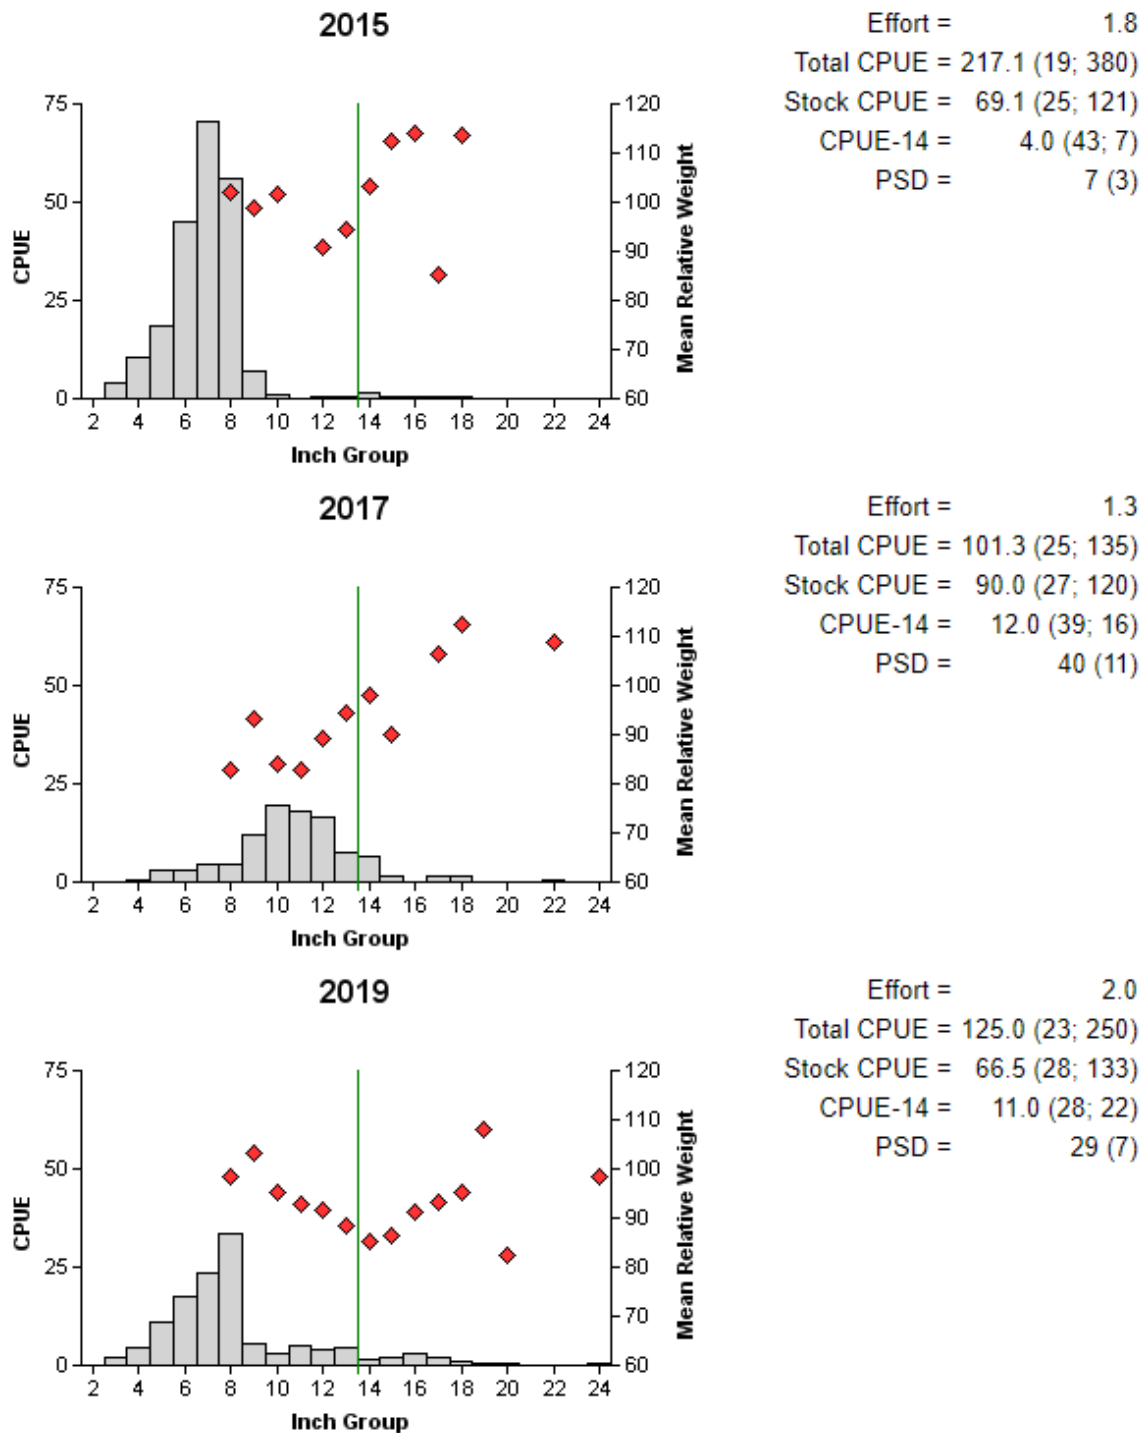 2015
Effort = 1.8
Total CPUE = 217.1 (19; 380)
Stock CPUE = 69.1 (25; 121)
CPUE-14 = 4.0 (43; 7)
PSD = 7 (3)
75
50
25
0
CPUE
120
110
100
90
80
70
60
Mean Relative Weight
2 4 6 8 10 12 14 16 18 20 22 24
Inch Group
2017
Effort = 1.3
Total CPUE = 101.3 (25; 135)
Stock CPUE = 90.0 (27; 120)
CPUE-14 = 12.0 (39; 16)
PSD = 40 (11)
75
50
25
0
CPUE
120
110
100
90
80
70
60
Mean Relative Weight
2 4 6 8 10 12 14 16 18 20 22 24
Inch Group
2019
Effort = 2.0
Total CPUE = 125.0 (23; 250)
Stock CPUE = 66.5 (28; 133)
CPUE-14 = 11.0 (28; 22)
PSD = 29 (7)
75
50
25
0
CPUE
120
110
100
90
80
70
60
Mean Relative Weight
2 4 6 8 10 12 14 16 18 20 22 24
Inch Group